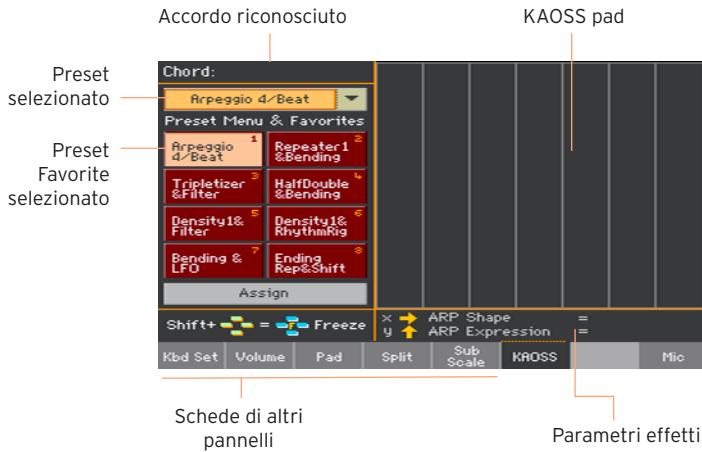 Accordo riconosciuto
KAOSS pad
Preset
selezionato
Preset
Favorite
selezionato
Chord:
Arpeggio 4/Beat
Preset Menu & Favorites
Arpeggio 1
4/Beat
Repeater1 2
&Bending
Tripletizer 3
&Filter
HalfDouble 4
&Bending
Density1& 5
Filter
Density1& 6
RhythmRig
Bending & 7
LFO
Ending 8
Rep&Shift
Assign
Shift+ = F Freeze
x ARP Shape =
y ARP Expression =
Kbd Set
Volume
Pad
Split
Sub
Scale
KAOSS
Mic
Schede di altri
pannelli
Parametri effetti